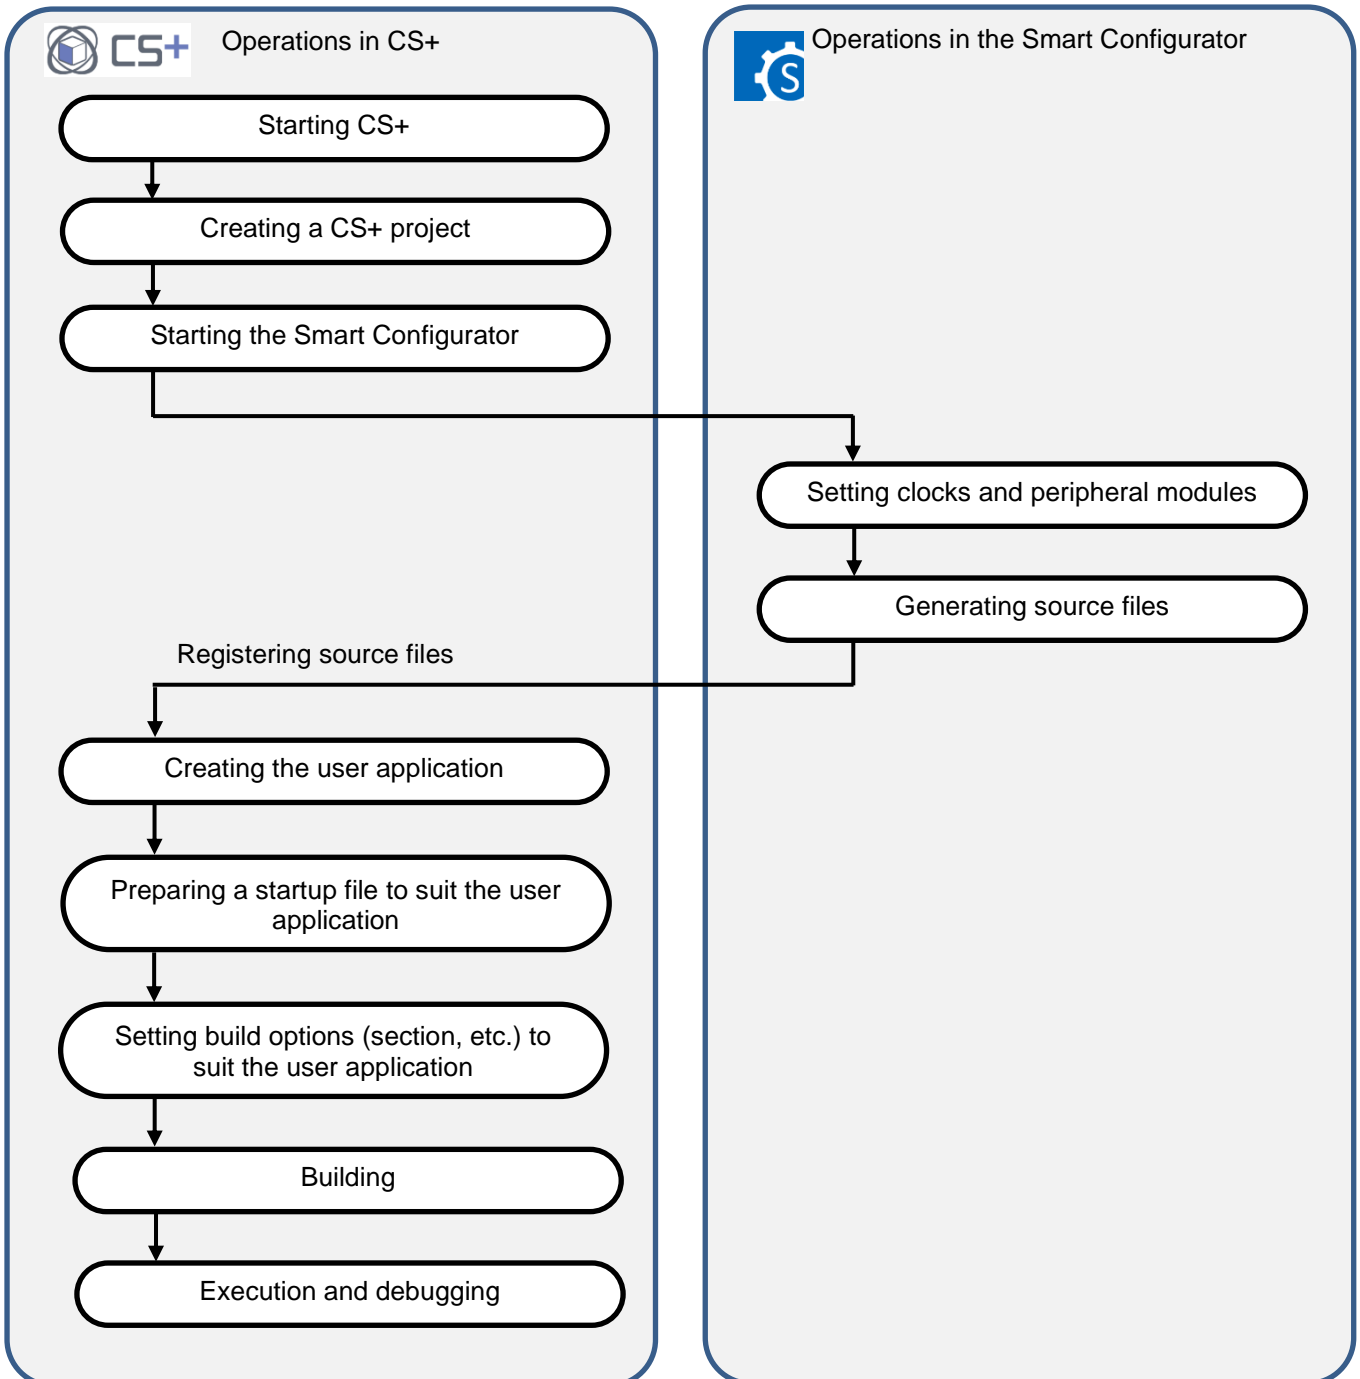 CS+
Operations in CS+
Starting CS+
Creating a CS+ project
Starting the Smart Configurator
Operations in the Smart Configurator
S
Setting clocks and peripheral modules
Generating source files
Registering source files
Creating the user application
Preparing a startup file to suit the user
application
Setting build options (section, etc.) to
suit the user application
Building
Execution and debugging